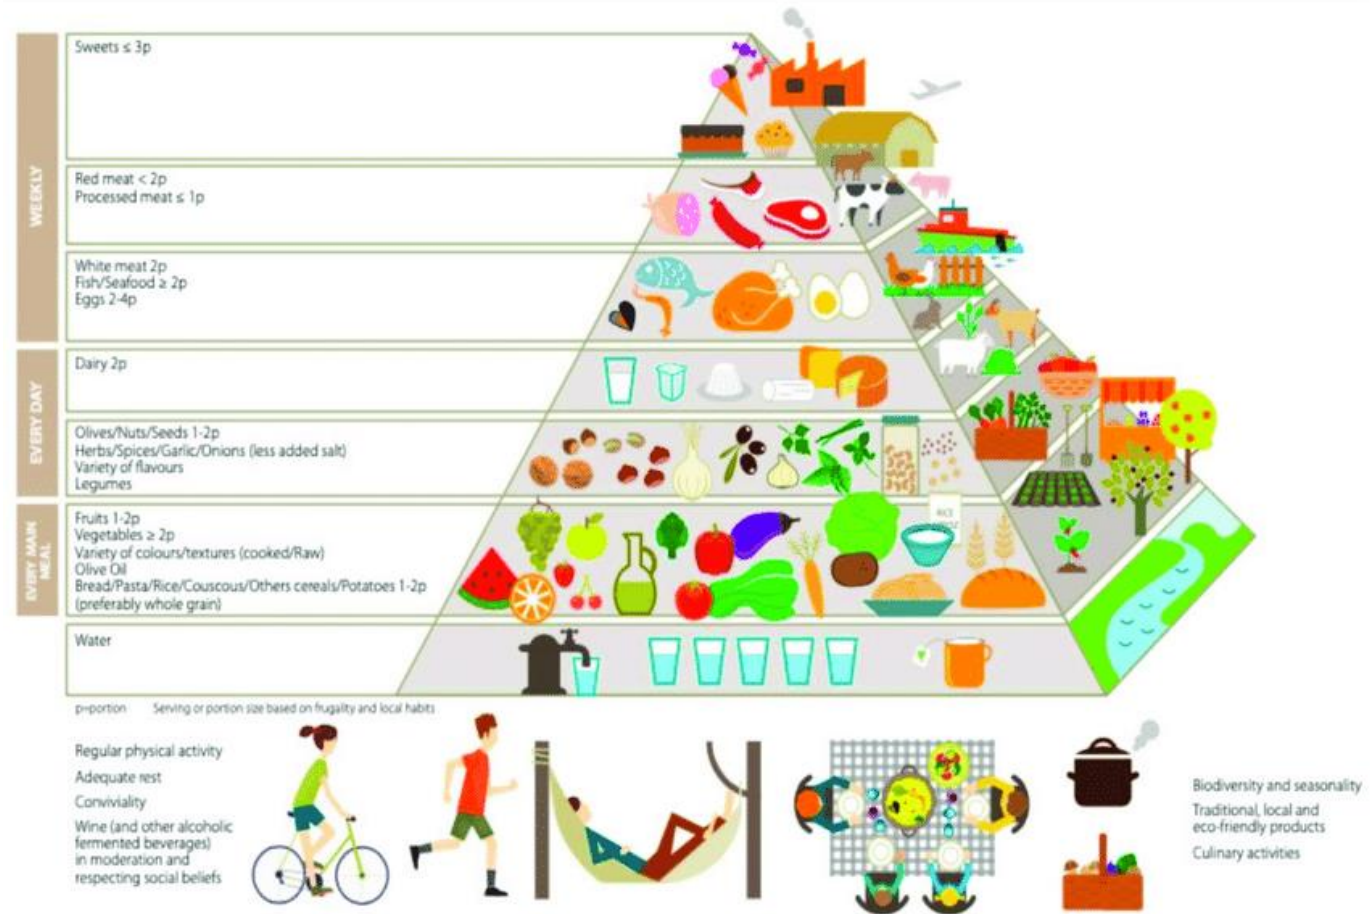 WEEKLY
Sweets ≤ 3p
Red meat < 2p
Processed meat ≤ 1p
White meat 2p
Fish/Seafood ≥ 2p
Eggs 2-4p
EVERY DAY
Dairy 2p
Olives/Nuts/Seeds 1-2p
Herbs/Spices/Garlic/Onions (less added salt)
Variety of flavours
Legumes
EVERY MAIN
MEAL
Fruits 1-2p
Vegetables ≥ 2p
Variety of colours/textures (cooked/Raw)
Olive Oil
Bread/Pasta/Rice/Couscous/Others cereals/Potatoes 1-2p
(preferably whole grain)
RICE
Water
p=portion Serving or portion size based on frugality and local habits
Regular physical activity
Adequate rest
Conviviality
Wine (and other alcoholic
fermented beverages)
in moderation and
respecting social beliefs
Biodiversity and seasonality
Traditional, local and
eco-friendly products
Culinary activities